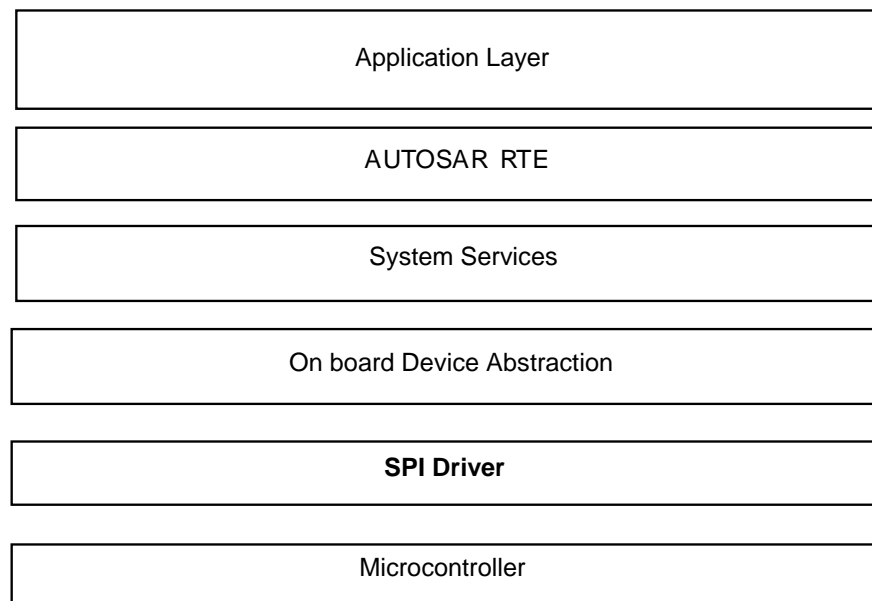 Application Layer
AUTOSAR RTE
System Services
On board Device Abstraction
SPI Driver
Microcontroller